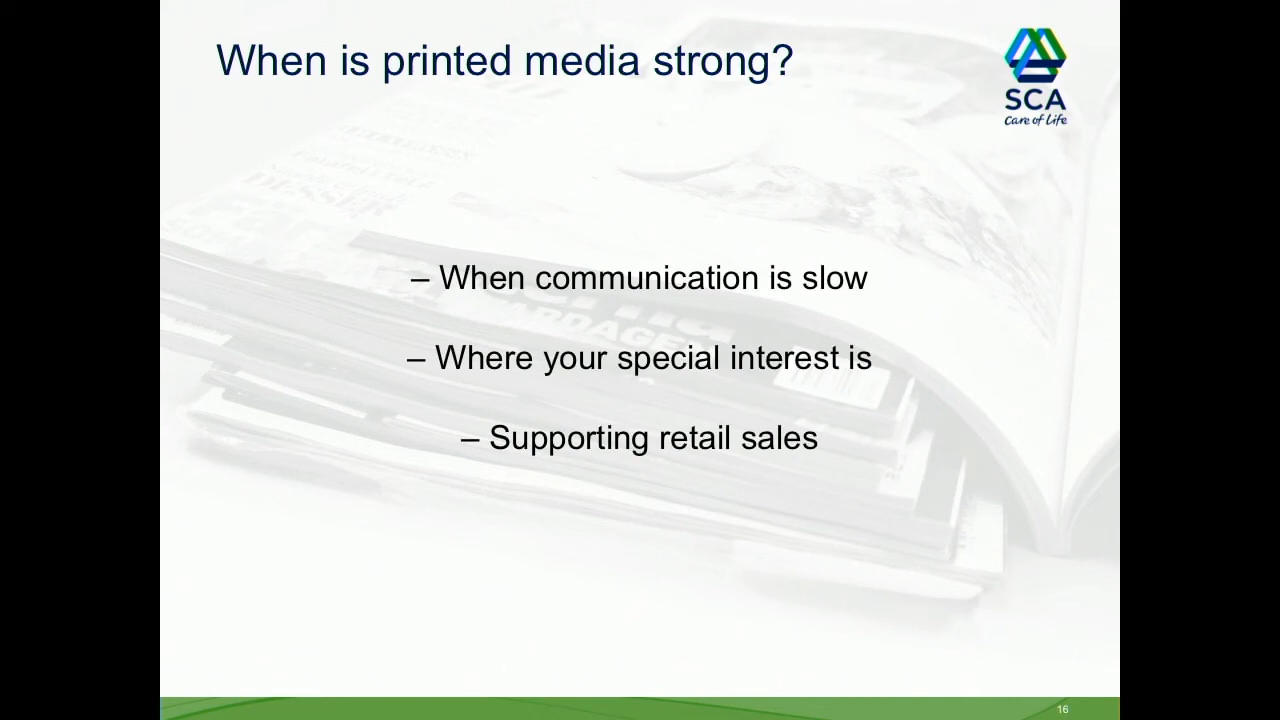 When is printed media strong?
SCA
Care of Life
– When communication is slow
– Where your special interest is
– Supporting retail sales
16